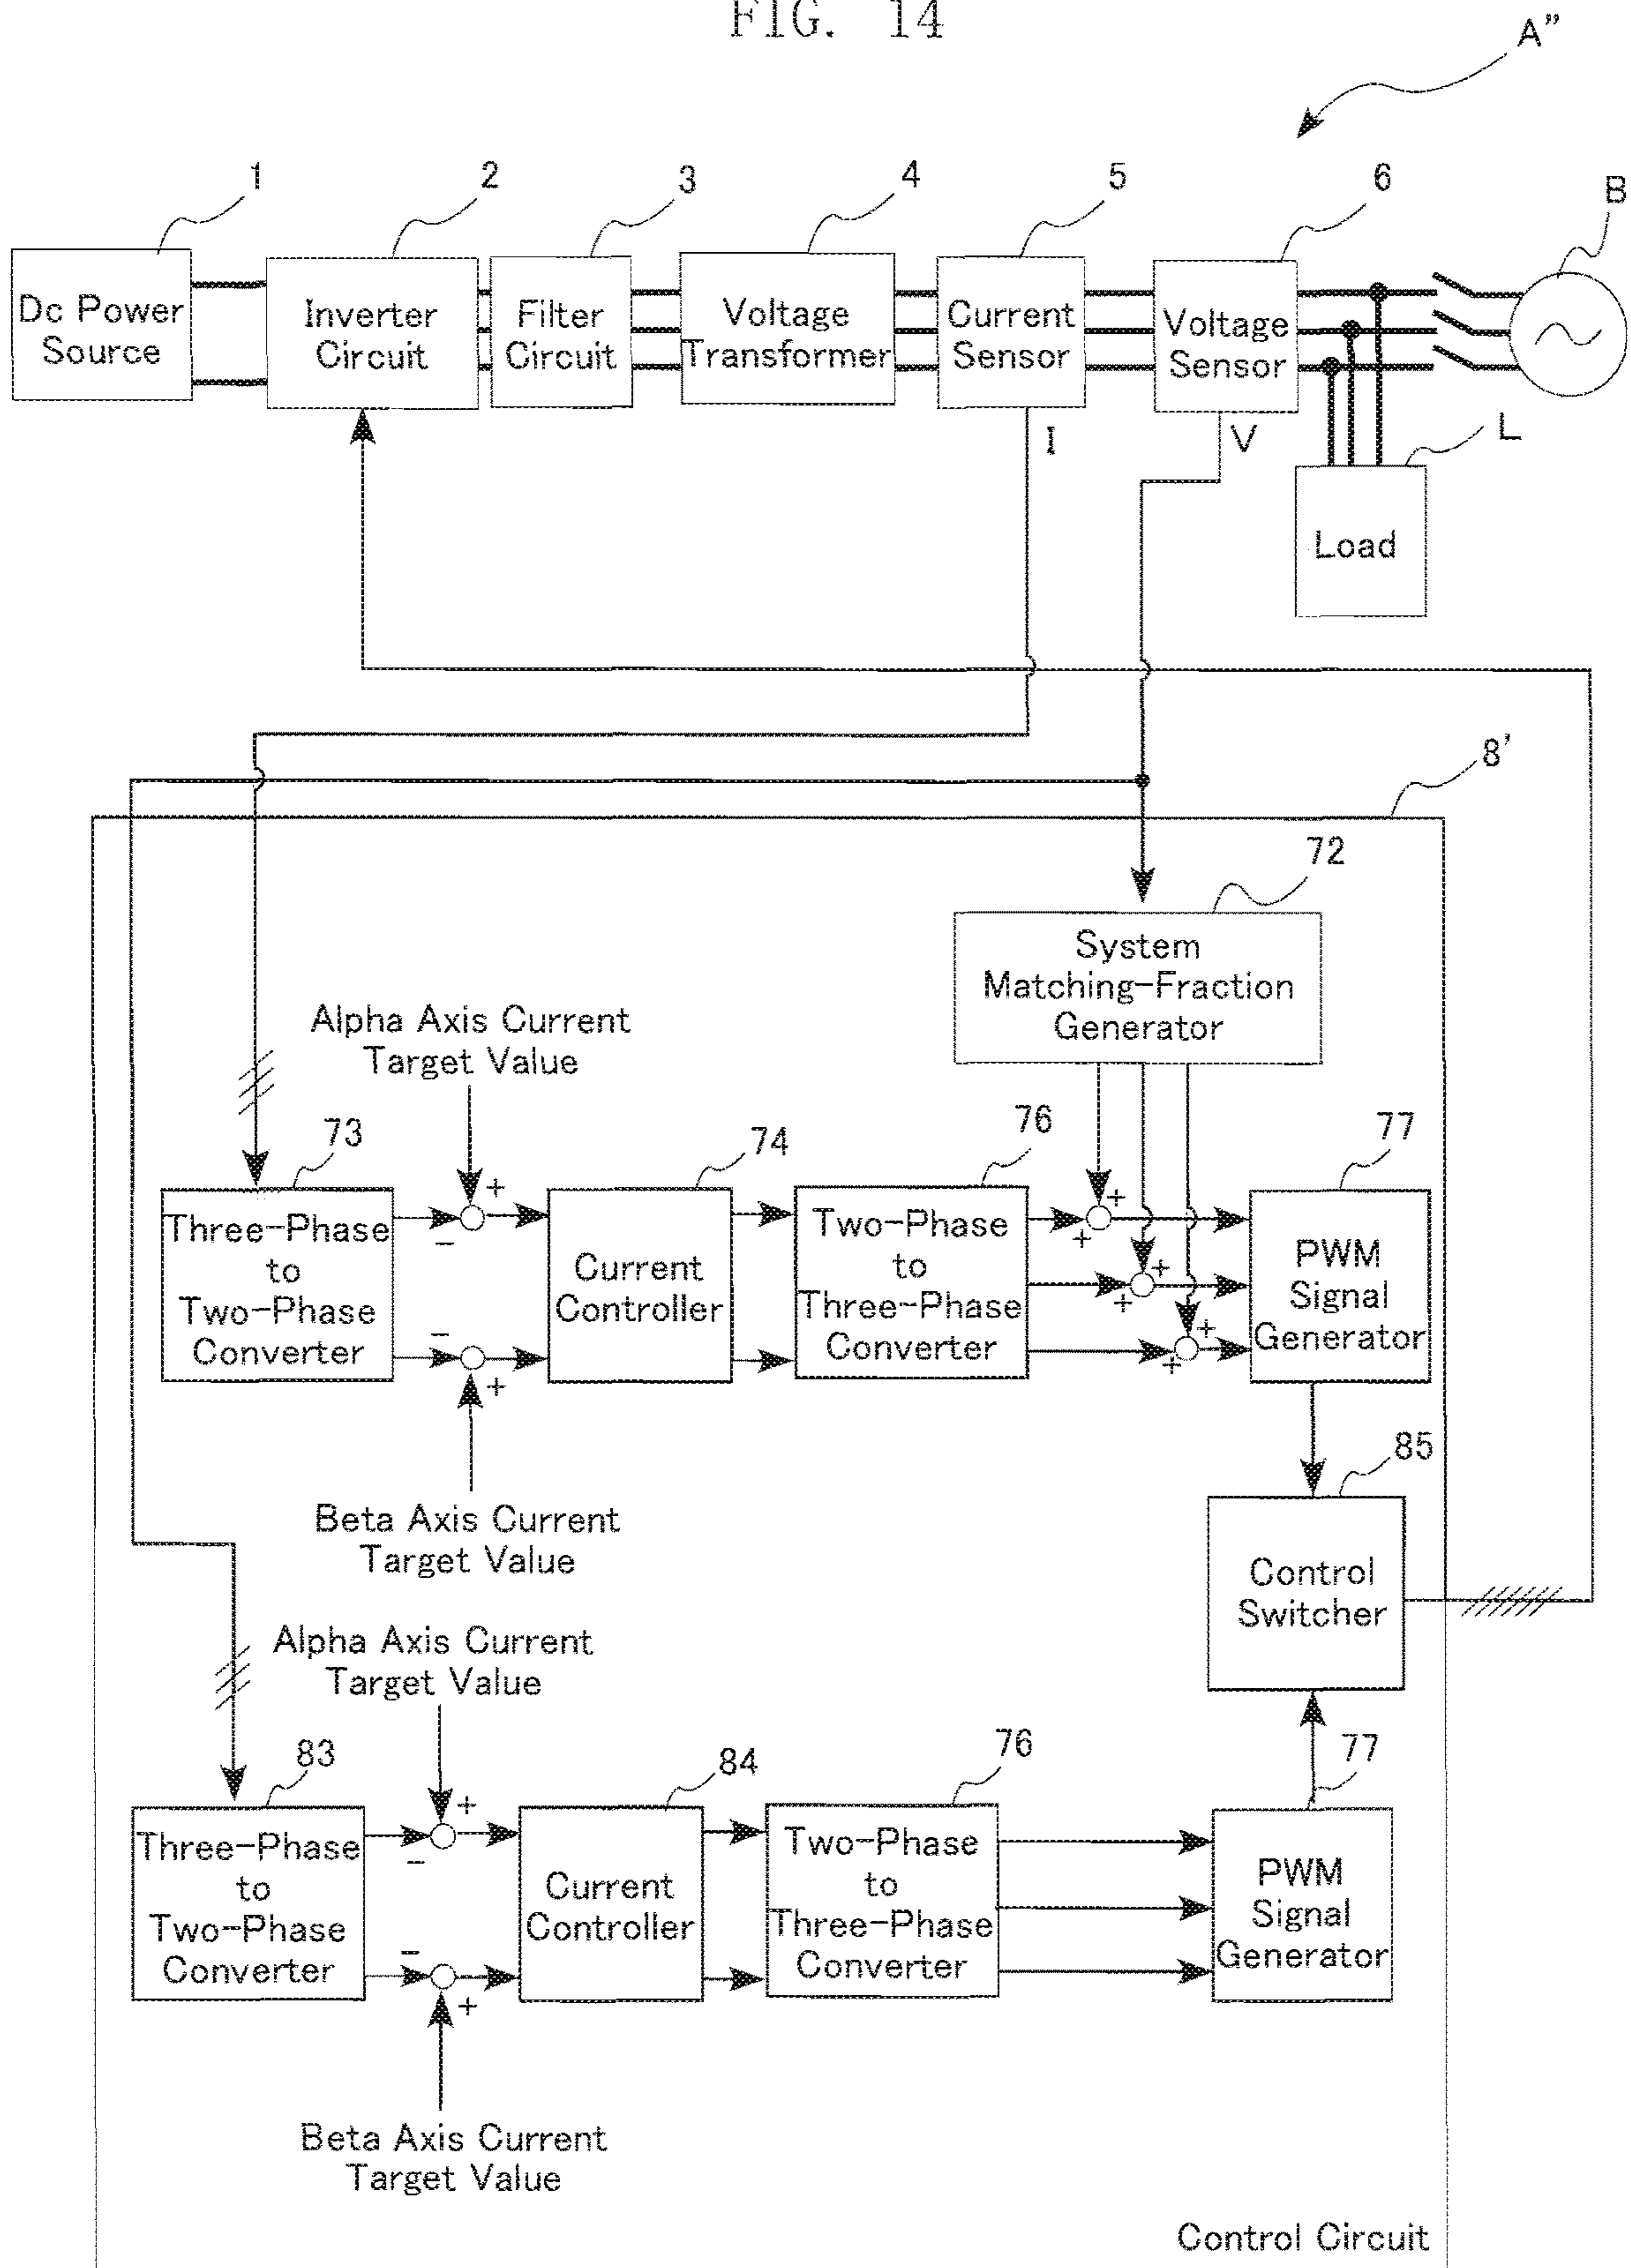 FIG. 14
A”
1
2
3
4
5
6
B
Dc Power
Source
Inverter
Circuit
Filter
Circuit
Voltage
Transformer
Current
Sensor
Voltage
Sensor
I
V
L
Load
8’
72
System
Matching-Fraction
Generator
Alpha Axis Current
Target Value
73
74
76
77
+
−
−
+
+
+
+
+
+
+
Three-Phase
to
Two-Phase
Converter
Current
Controller
Two-Phase
to
Three-Phase
Converter
PWM
Signal
Generator
Beta Axis Current
Target Value
85
Control
Switcher
Alpha Axis Current
Target Value
83
84
76
77
+
−
−
+
Three-Phase
to
Two-Phase
Converter
Current
Controller
Two-Phase
to
Three-Phase
Converter
PWM
Signal
Generator
Beta Axis Current
Target Value
Control Circuit